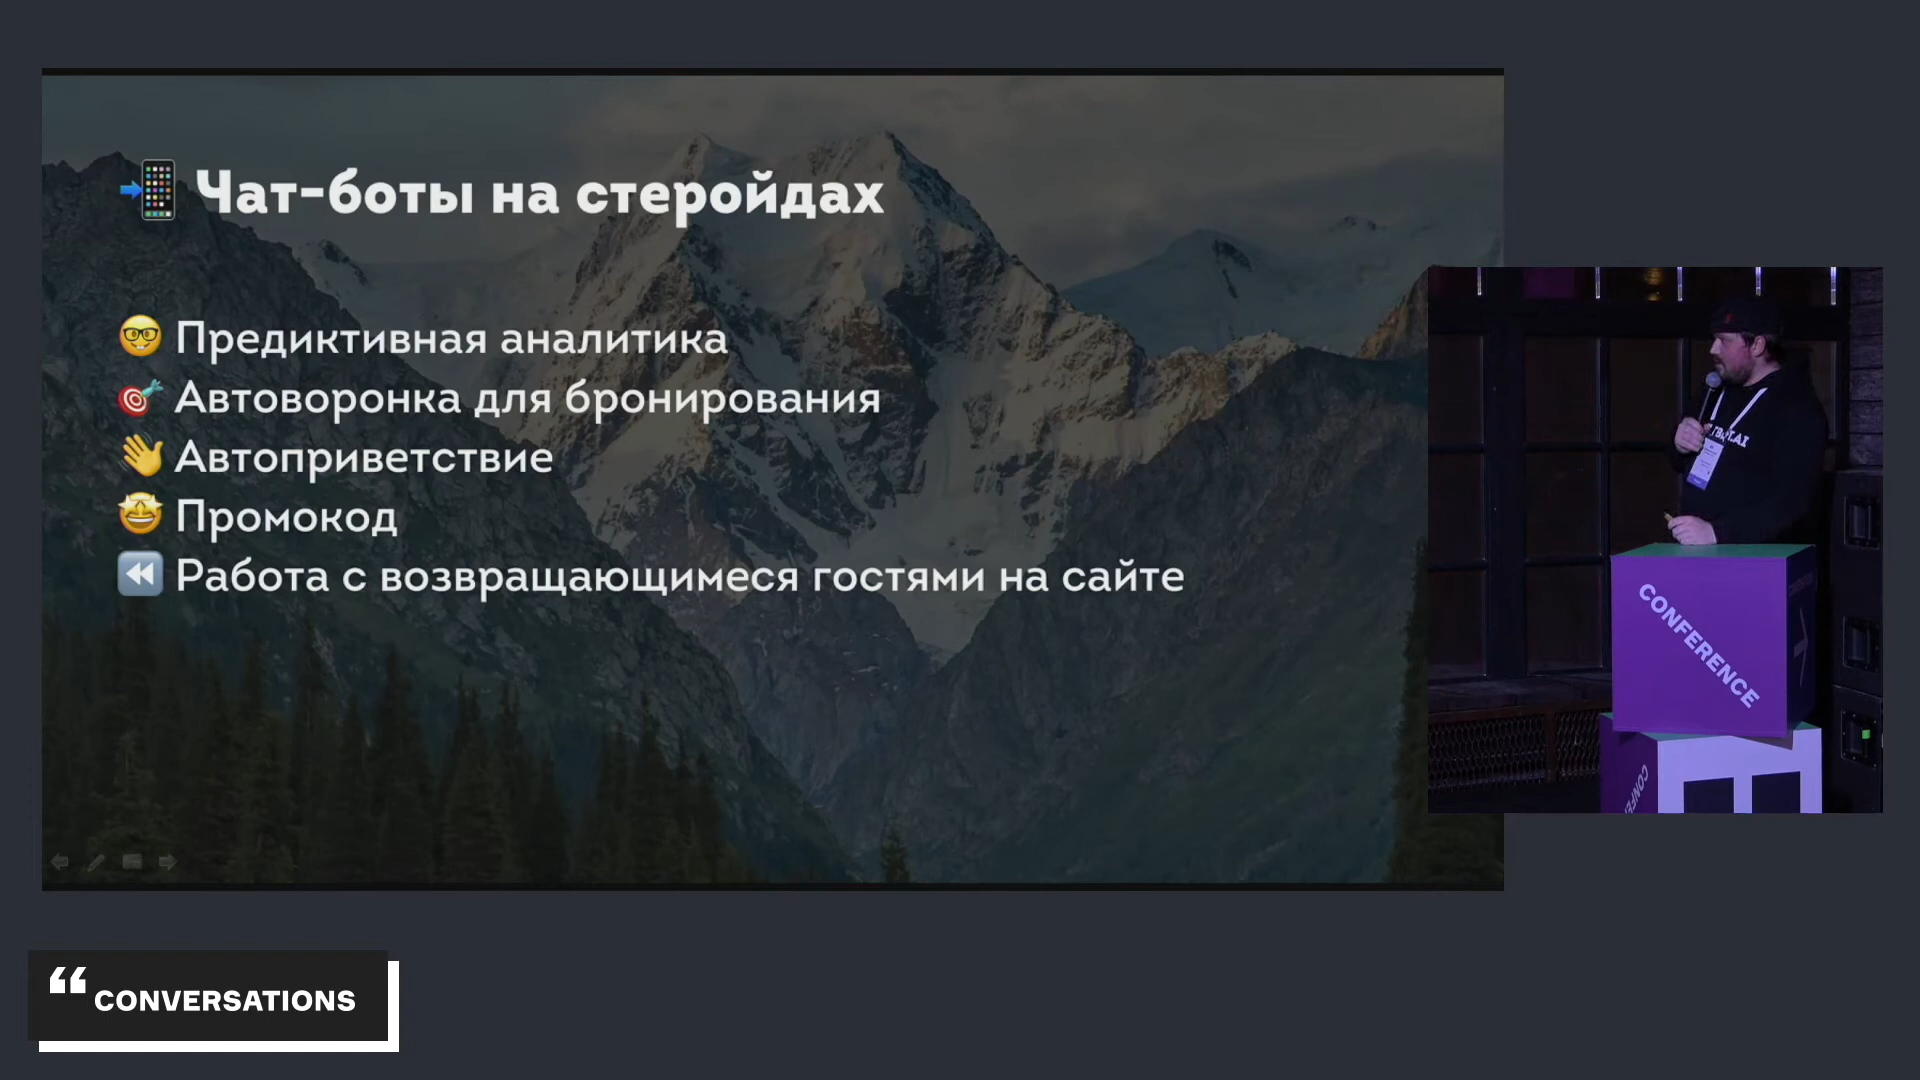 Чат-боты на стеройдах
Предиктивная аналитика
Автоворонка для бронирования
Автоприветствие
Промокод
Работа с возвращающимеся гостями на сайте
CONFERENCE
“CONVERSATIONS